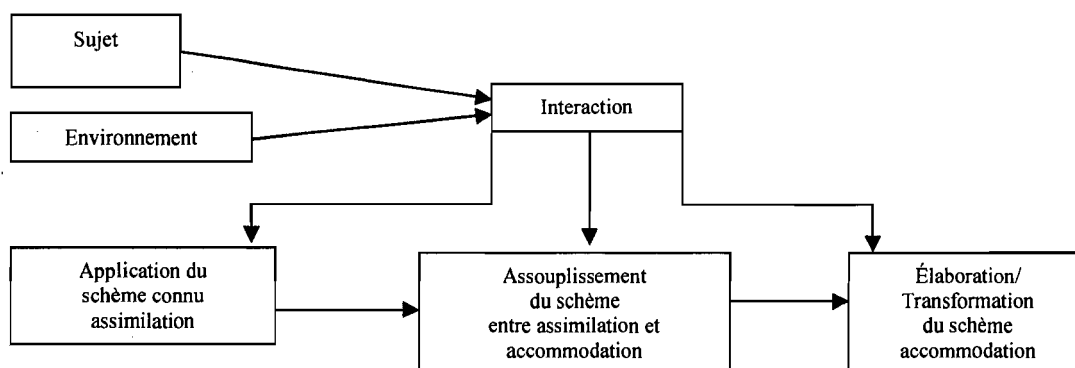 Sujet
Interaction
Environnement
Application du
schème connu
assimilation
Assouplissement
du schème
entre assimilation et
accommodation
Élaboration/
Transformation
du schème
accommodation